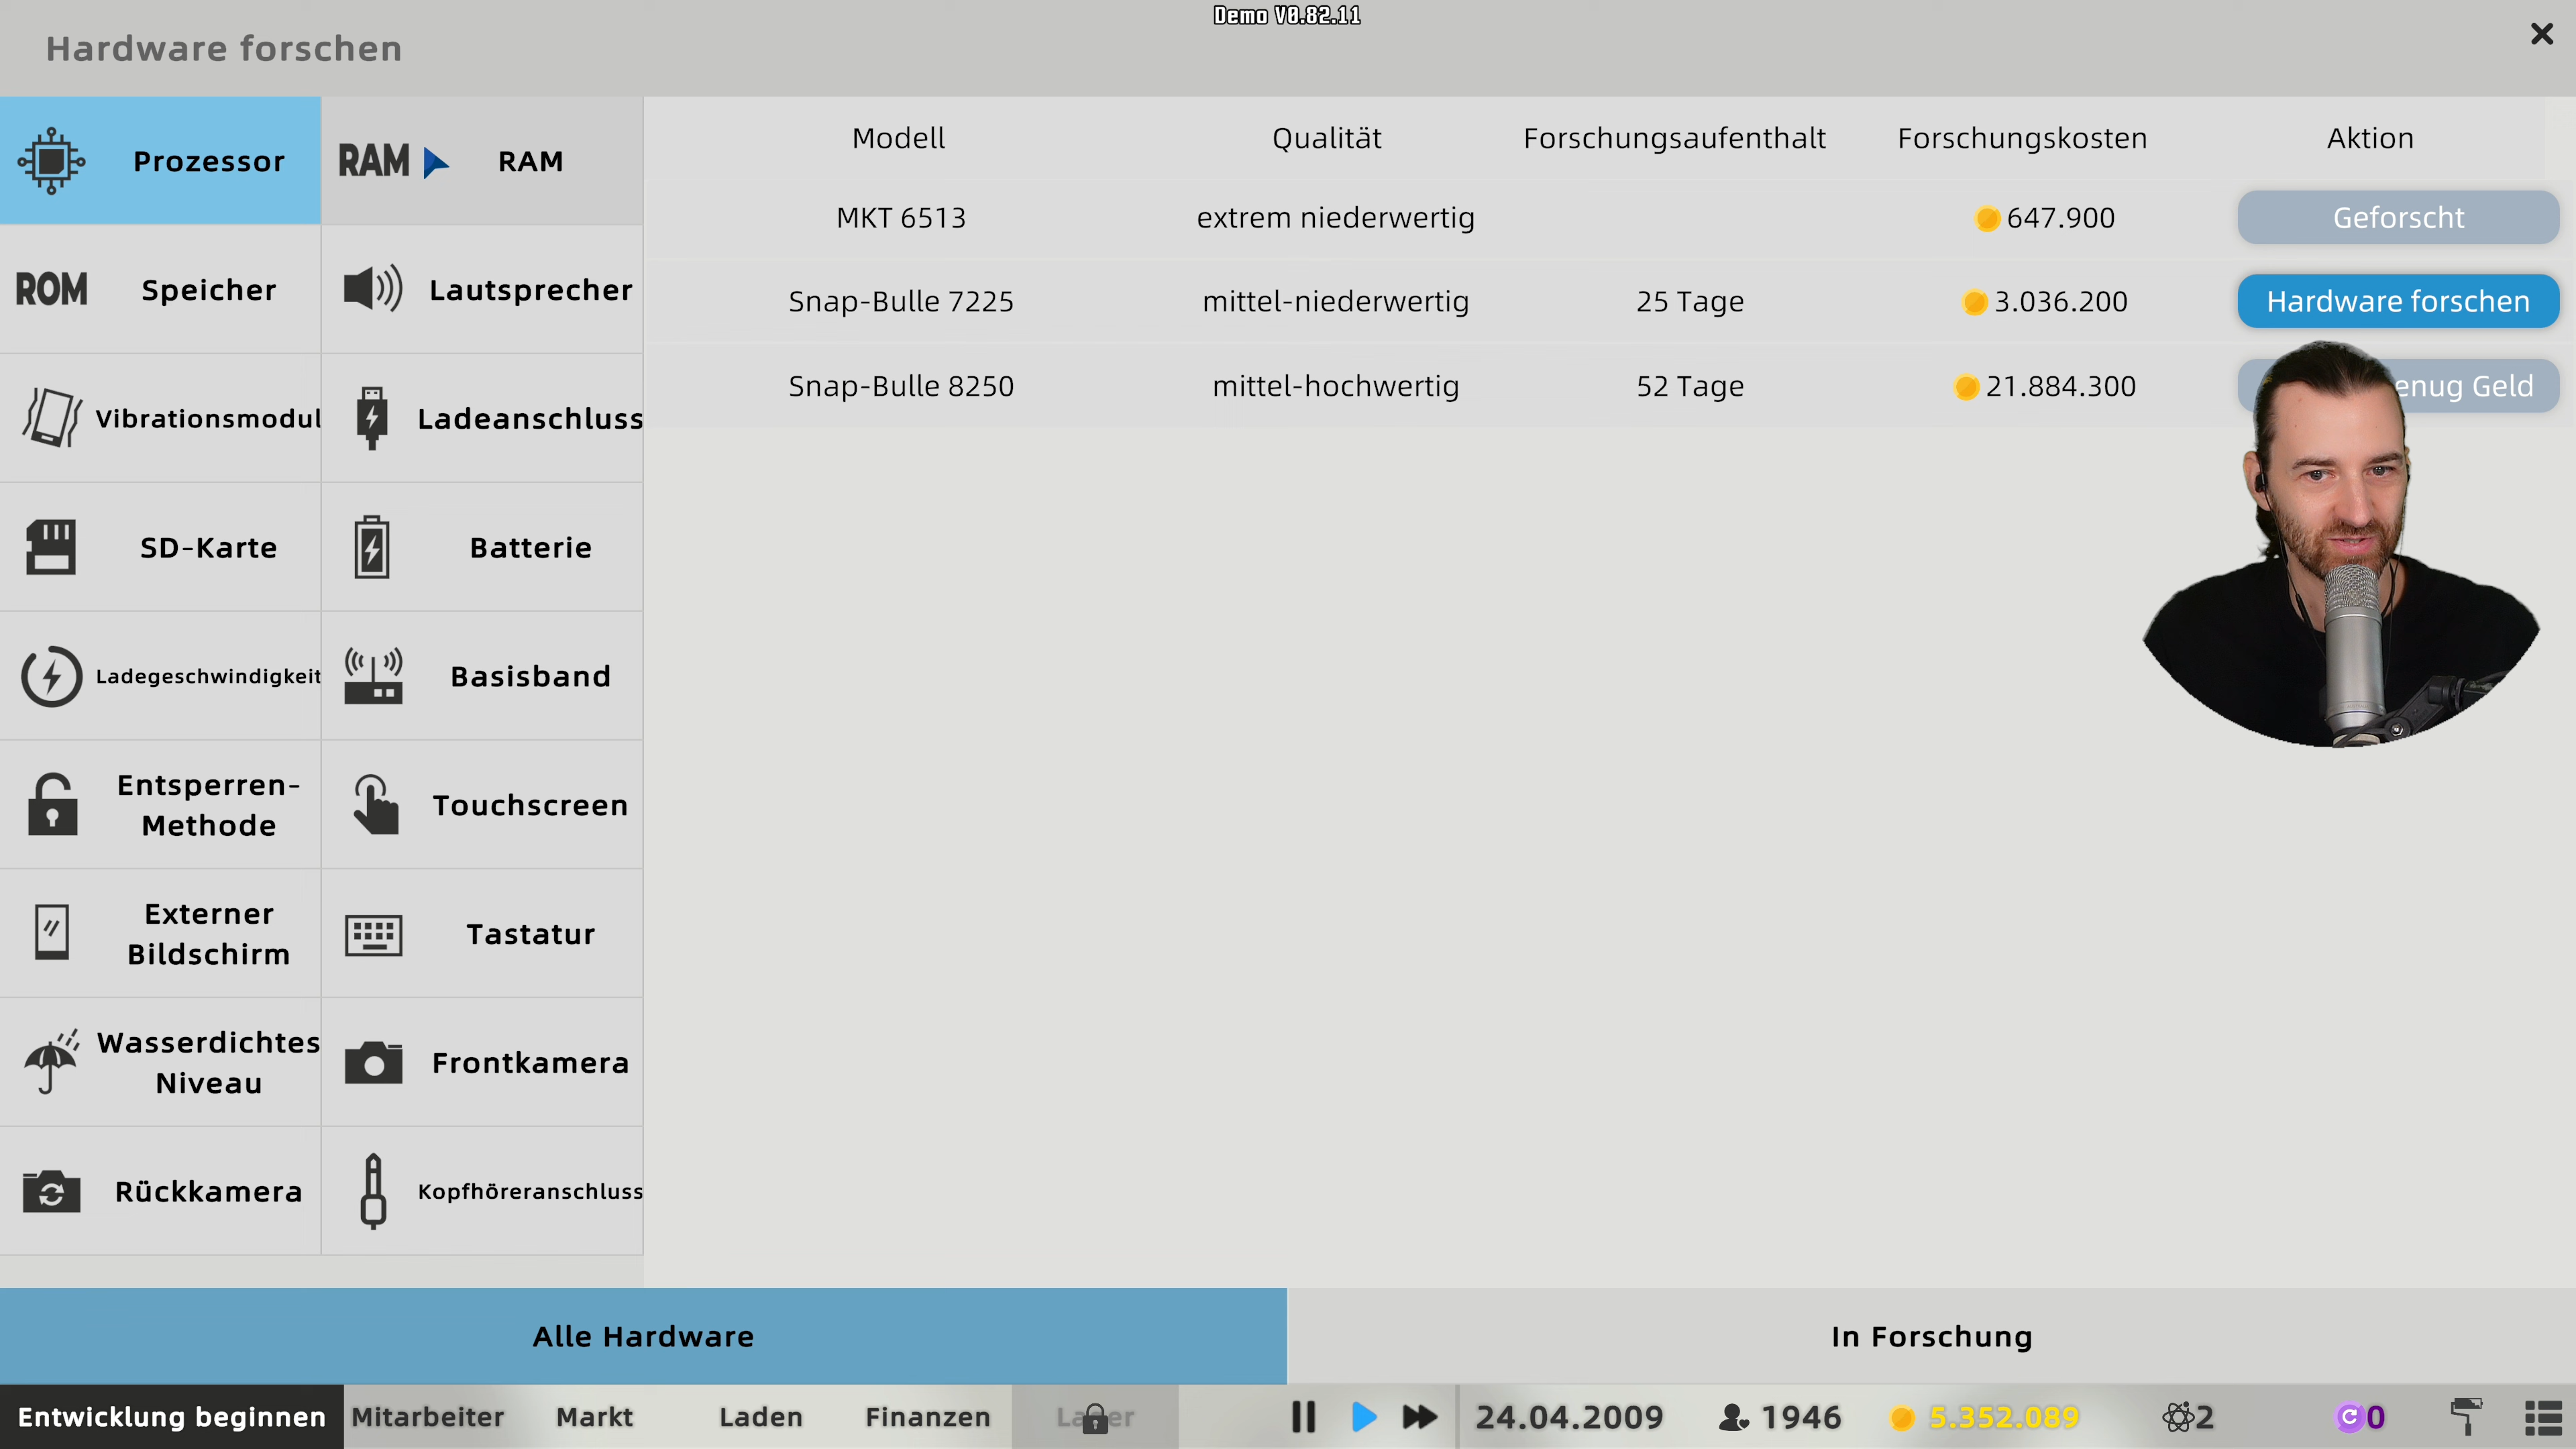 Demo V0.82.11
Hardware forschen
Prozessor
RAM RAM
ROM Speicher
Lautsprecher
Vibrationsmodul
Ladeanschluss
SD-Karte
Batterie
Ladegeschwindigkeit
Basisband
Entsperren-
Methode
Touchscreen
Externer
Bildschirm
Tastatur
Wasserdichtes
Niveau
Frontkamera
Rückkamera
Kopfhöreranschluss
Modell Qualität Forschungsaufenthalt Forschungskosten Aktion
MKT 6513 extrem niederwertig 647.900 Geforscht
Snap-Bulle 7225 mittel-niederwertig 25 Tage 3.036.200 Hardware forschen
Snap-Bulle 8250 mittel-hochwertig 52 Tage 21.884.300 Geld
Alle Hardware
In Forschung
Entwicklung beginnen Mitarbeiter Markt Laden Finanzen 24.04.2009 1946 5.352.089 2 0